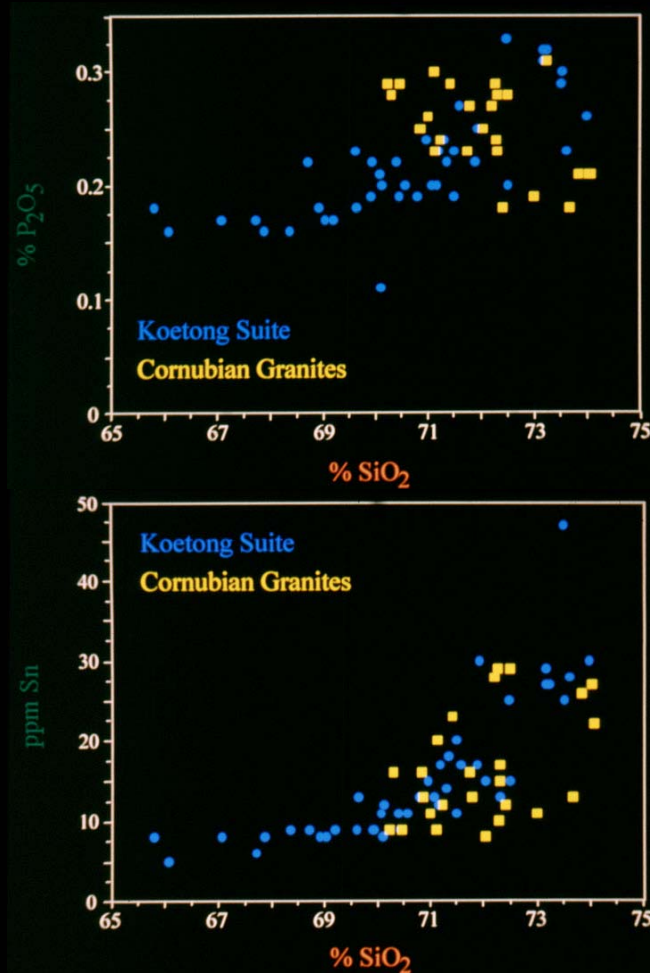 % P₂O₅
0.3
0.2
0.1
0
Koetong Suite
Cornubian Granites
65 67 69 71 73 75
% SiO₂
ppm Sn
50
40
30
20
10
0
Koetong Suite
Cornubian Granites
65 67 69 71 73 75
% SiO₂